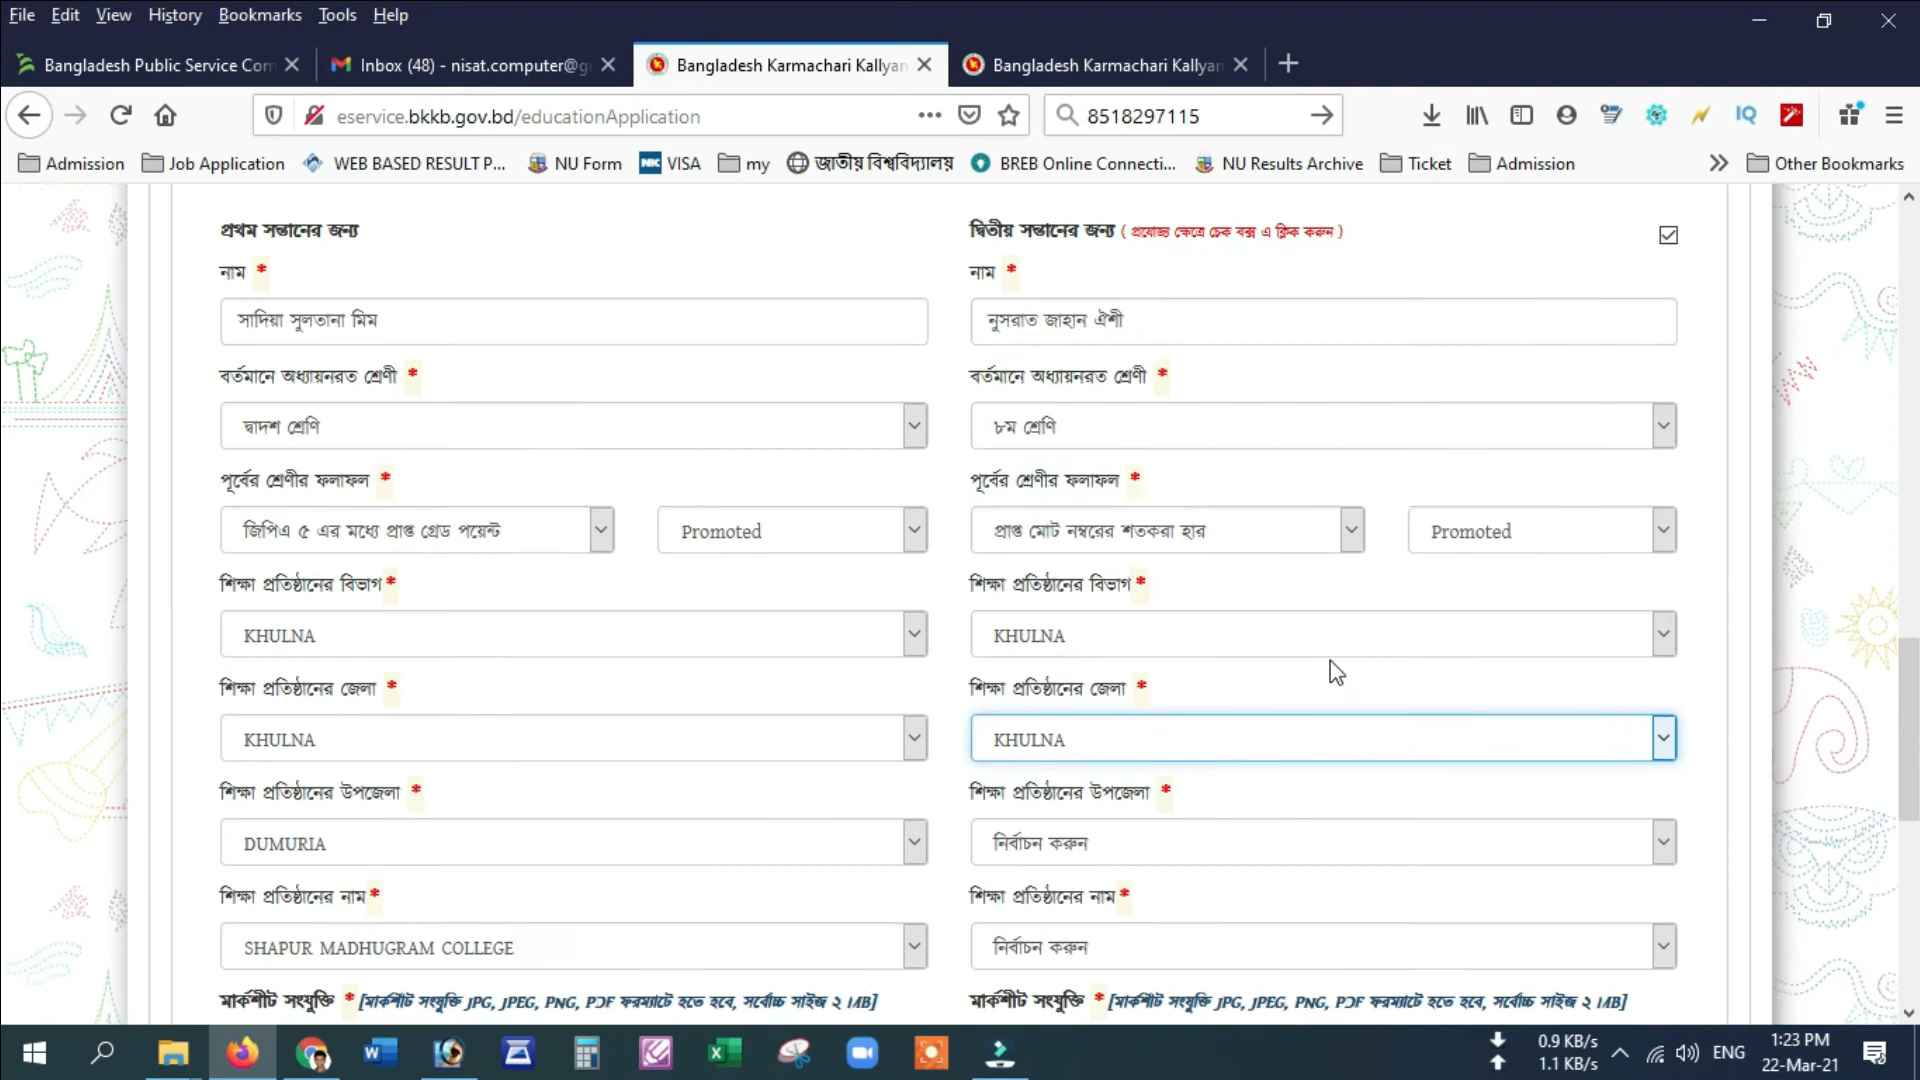 File Edit View History Bookmarks Tools Help
Bangladesh Public Service Com Inbox (48) - nisat.computer@g Bangladesh Karmachari Kallyan Bangladesh Karmachari Kallyan
eservice.bkkb.gov.bd/educationApplication 8518297115
Admission Job Application WEB BASED RESULT P... NU Form VISA my জাতীয় বিশ্ববিদ্যালয় BREB Online Connecti... NU Results Archive Ticket Admission Other Bookmarks
প্রথম সন্তানের জন্য দ্বিতীয় সন্তানের জন্য ( প্রযোজ্য ক্ষেত্রে চেক বক্স এ ক্লিক করুন )
নাম * নাম *
সাদিয়া সুলতানা মিম নুসরাত জাহান ঐশী
বর্তমানে অধ্যায়নরত শ্রেণী * বর্তমানে অধ্যায়নরত শ্রেণী *
দ্বাদশ শ্রেণি ৮ম শ্রেণি
পূর্বের শ্রেণীর ফলাফল * পূর্বের শ্রেণীর ফলাফল *
জিপিএ ৫ এর মধ্যে প্রাপ্ত গ্রেড পয়েন্ট Promoted প্রাপ্ত মোট নম্বরের শতকরা হার Promoted
শিক্ষা প্রতিষ্ঠানের বিভাগ * শিক্ষা প্রতিষ্ঠানের বিভাগ *
KHULNA KHULNA
শিক্ষা প্রতিষ্ঠানের জেলা * শিক্ষা প্রতিষ্ঠানের জেলা *
KHULNA KHULNA
শিক্ষা প্রতিষ্ঠানের উপজেলা * শিক্ষা প্রতিষ্ঠানের উপজেলা *
DUMURIA নির্বাচন করুন
শিক্ষা প্রতিষ্ঠানের নাম * শিক্ষা প্রতিষ্ঠানের নাম *
SHAPUR MADHUGRAM COLLEGE নির্বাচন করুন
মার্কশীট সংযুক্তি * [মার্কশীট সংযুক্তি JPG, JPEG, PNG, PDF ফরম্যাটে হতে হবে, সর্বোচ্চ সাইজ ২ MB] মার্কশীট সংযুক্তি * [মার্কশীট সংযুক্তি JPG, JPEG, PNG, PDF ফরম্যাটে হতে হবে, সর্বোচ্চ সাইজ ২ MB]
0.9 KB/s 1:23 PM
ENG
1.1 KB/s 22-Mar-21